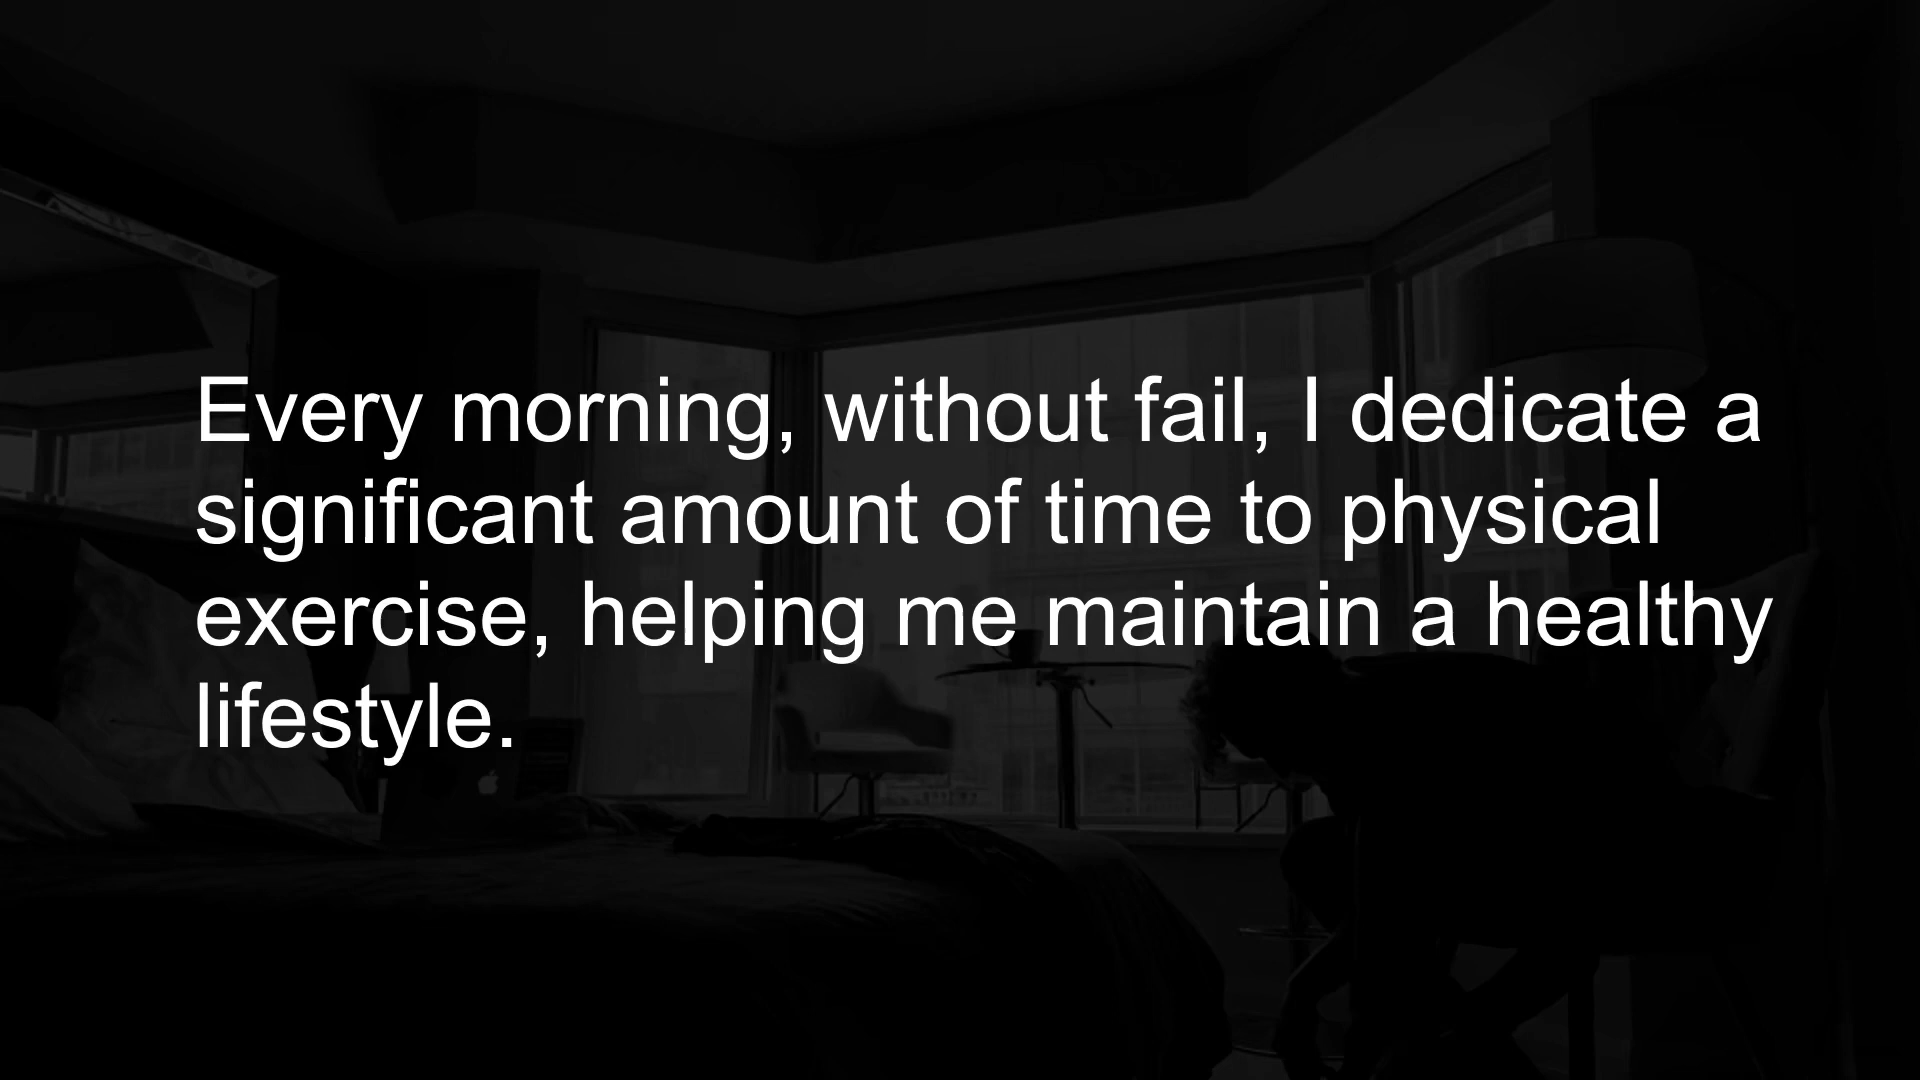 Every morning, without fail, I dedicate a
significant amount of time to physical
exercise, helping me maintain a healthy
lifestyle.